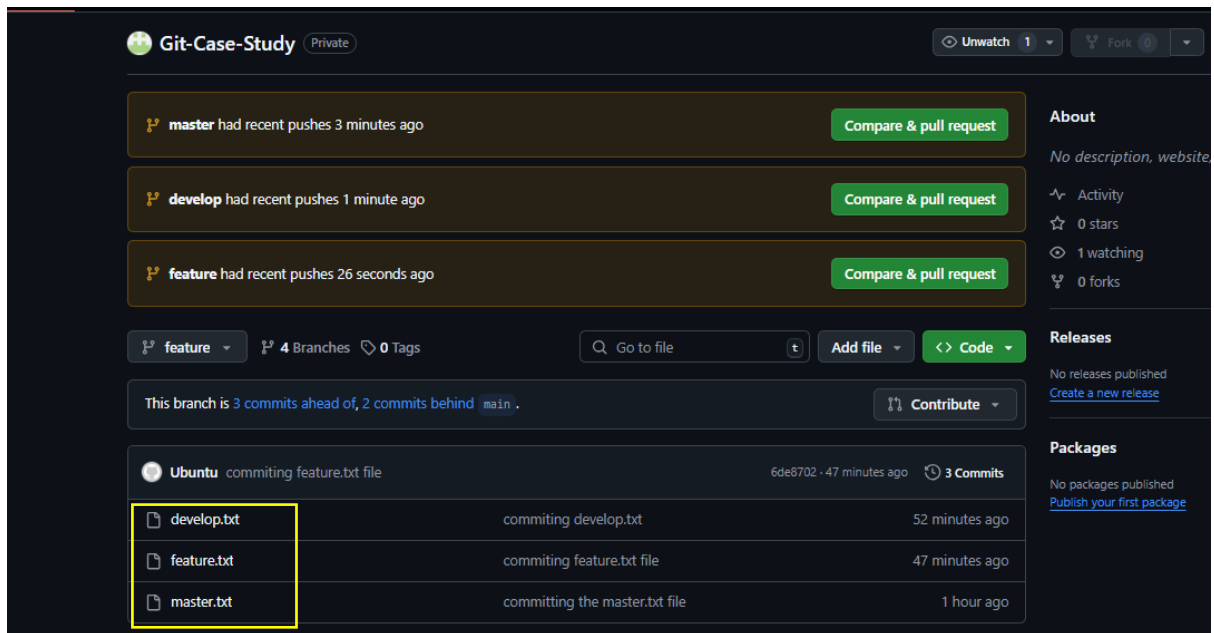 Git-Case-Study Private
Unwatch 1
Fork 0
master had recent pushes 3 minutes ago
Compare & pull request
develop had recent pushes 1 minute ago
Compare & pull request
feature had recent pushes 26 seconds ago
Compare & pull request
feature
4 Branches
0 Tags
Go to file
t
Add file
Code
This branch is 3 commits ahead of, 2 commits behind main .
Contribute
Ubuntu commiting feature.txt file
6de8702 · 47 minutes ago
3 Commits
develop.txt commiting develop.txt 52 minutes ago
feature.txt commiting feature.txt file 47 minutes ago
master.txt committing the master.txt file 1 hour ago
About
No description, website,
Activity
0 stars
1 watching
0 forks
Releases
No releases published
Create a new release
Packages
No packages published
Publish your first package